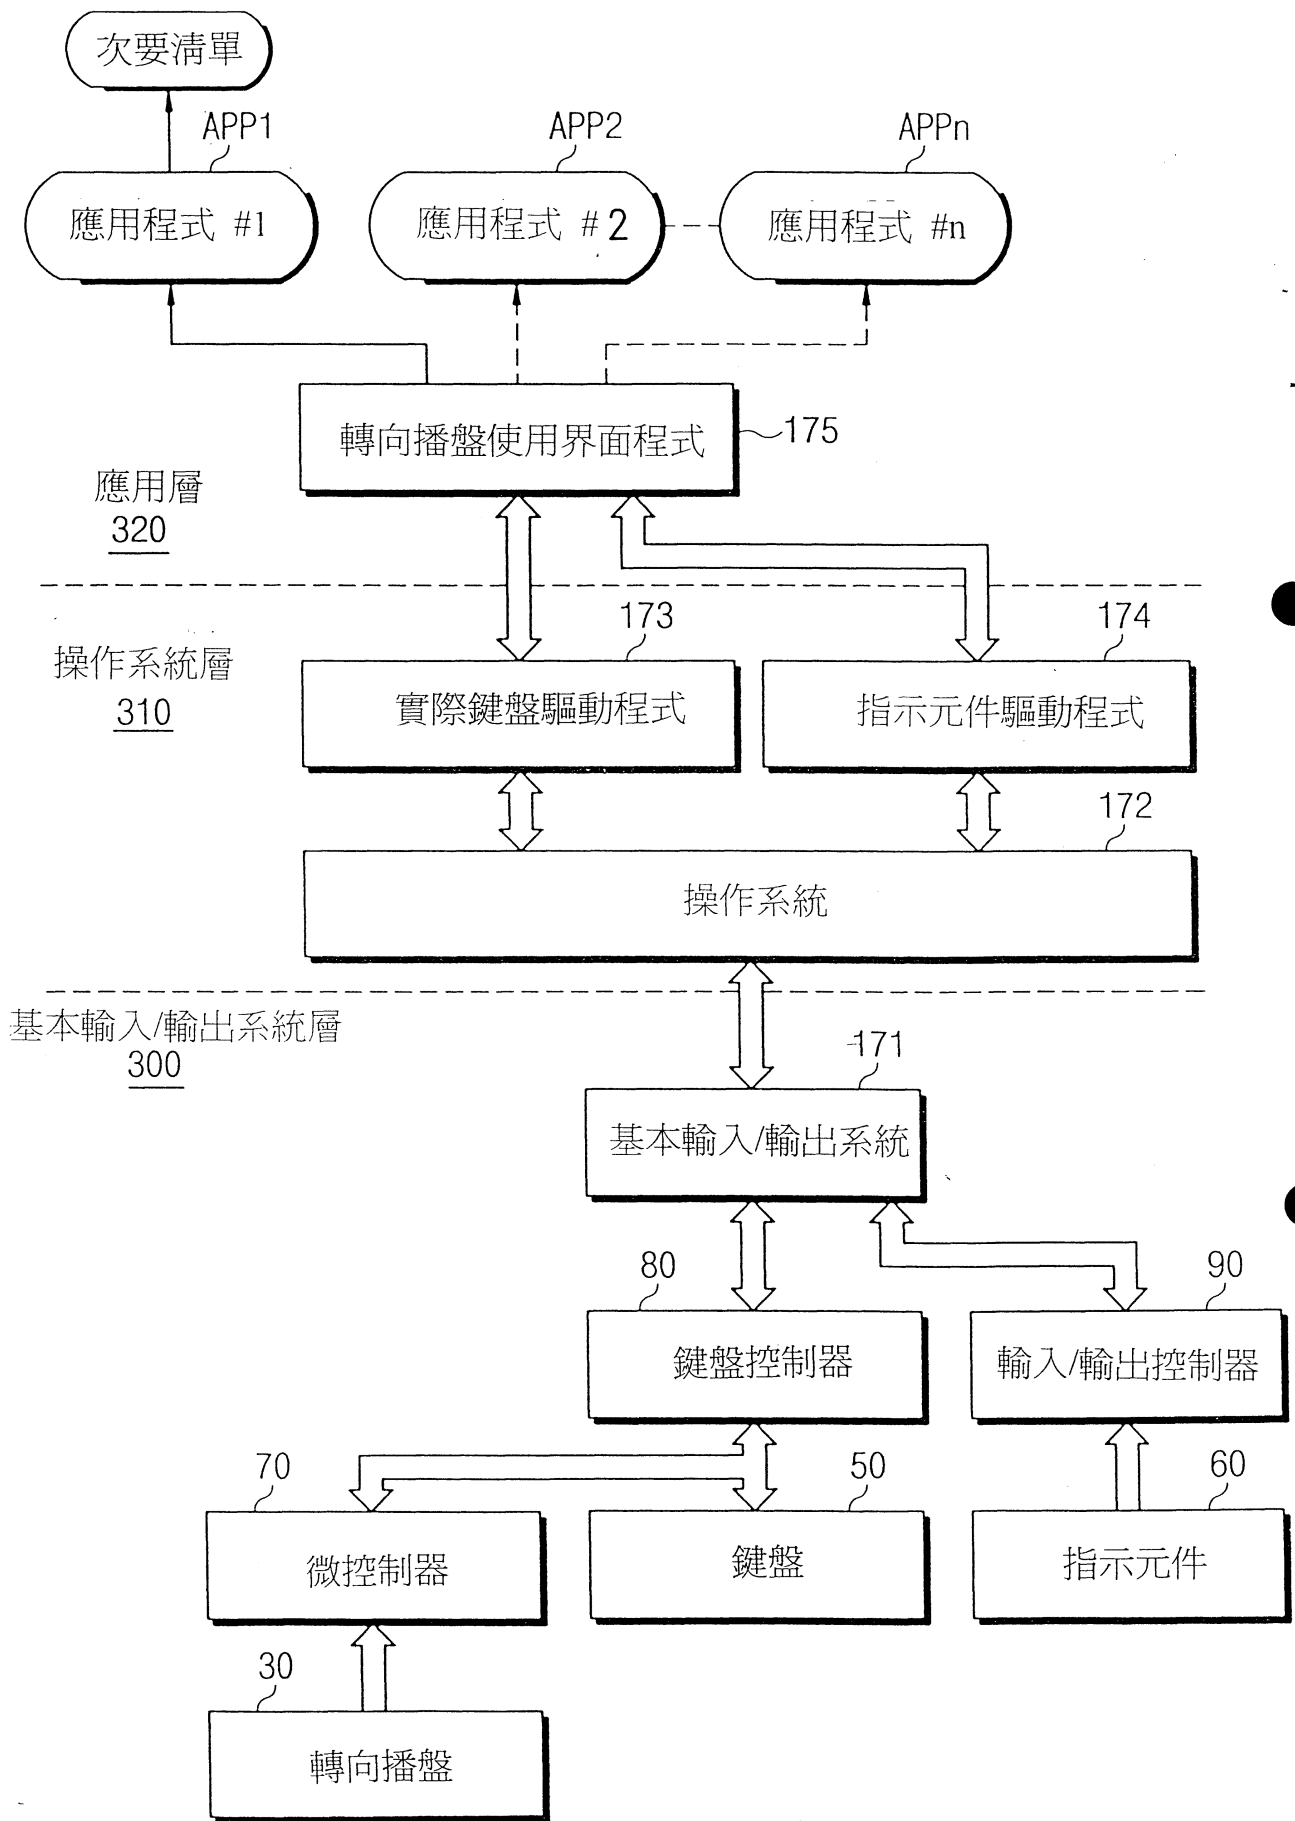 次要清單
APP1
APP2
APPn
應用程式 #1
應用程式 #2
應用程式 #n
轉向播盤使用界面程式
175
應用層
320
173
174
操作系統層
310
實際鍵盤驅動程式
指示元件驅動程式
172
操作系統
基本輸入/輸出系統層
300
171
基本輸入/輸出系統
80
90
鍵盤控制器
輸入/輸出控制器
70
50
60
微控制器
鍵盤
指示元件
30
轉向播盤